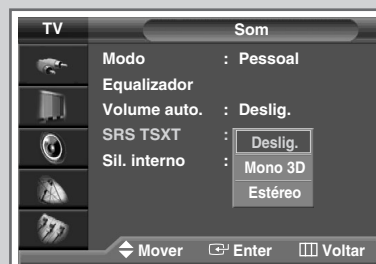 TV Som
Modo : Pessoal
Equalizador
Volume auto. : Deslig.
SRS TSXT : Deslig.
Mono 3D
Sil. interno :
Estéreo
Mover Enter Voltar